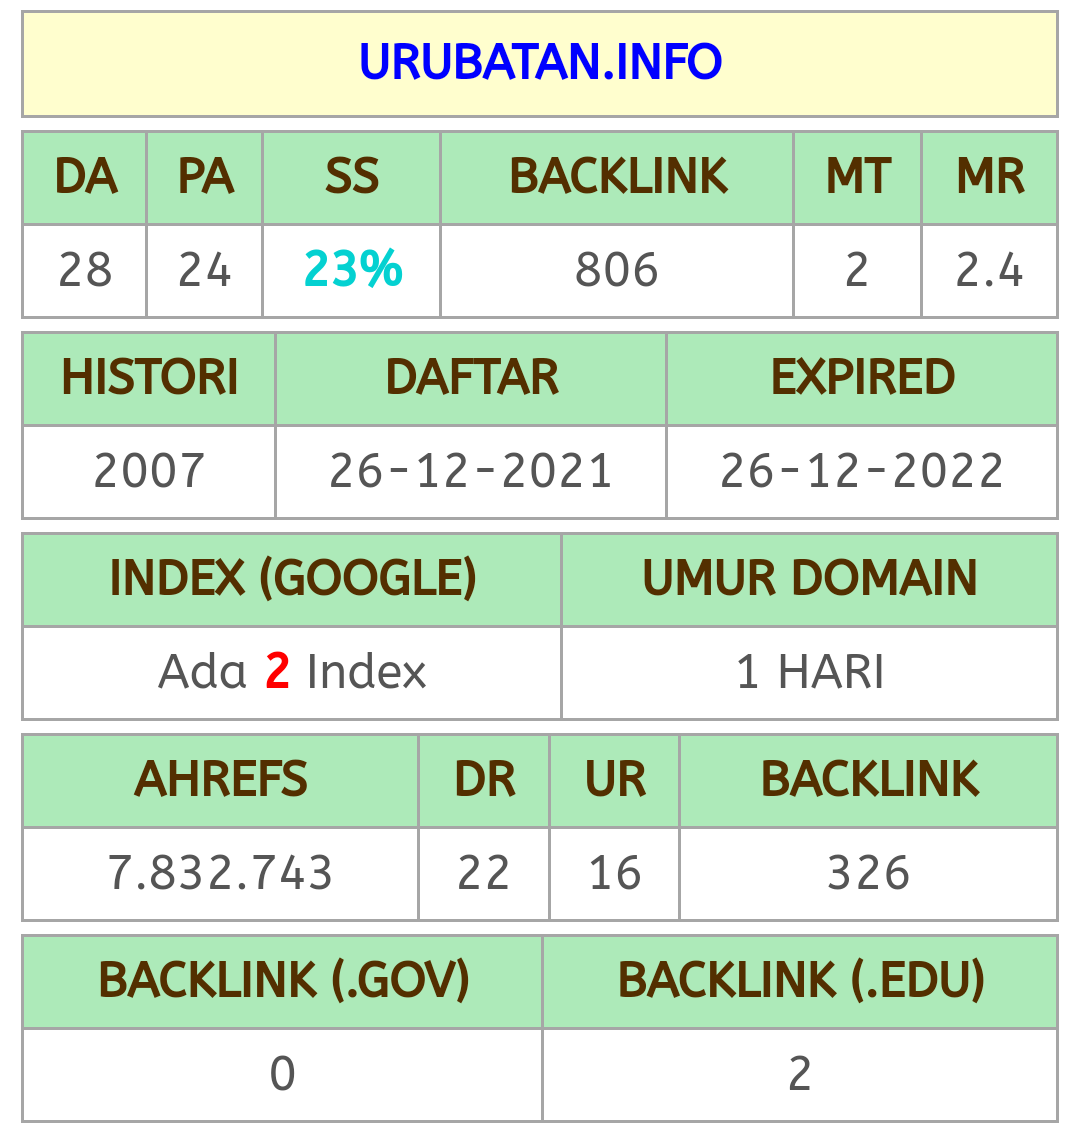 URUBATAN.INFO
DA PA SS BACKLINK MT MR
28 24 23% 806 2 2.4
HISTORI DAFTAR EXPIRED
2007 26-12-2021 26-12-2022
INDEX (GOOGLE) UMUR DOMAIN
Ada 2 Index 1 HARI
AHREFS DR UR BACKLINK
7.832.743 22 16 326
BACKLINK (.GOV) BACKLINK (.EDU)
0 2